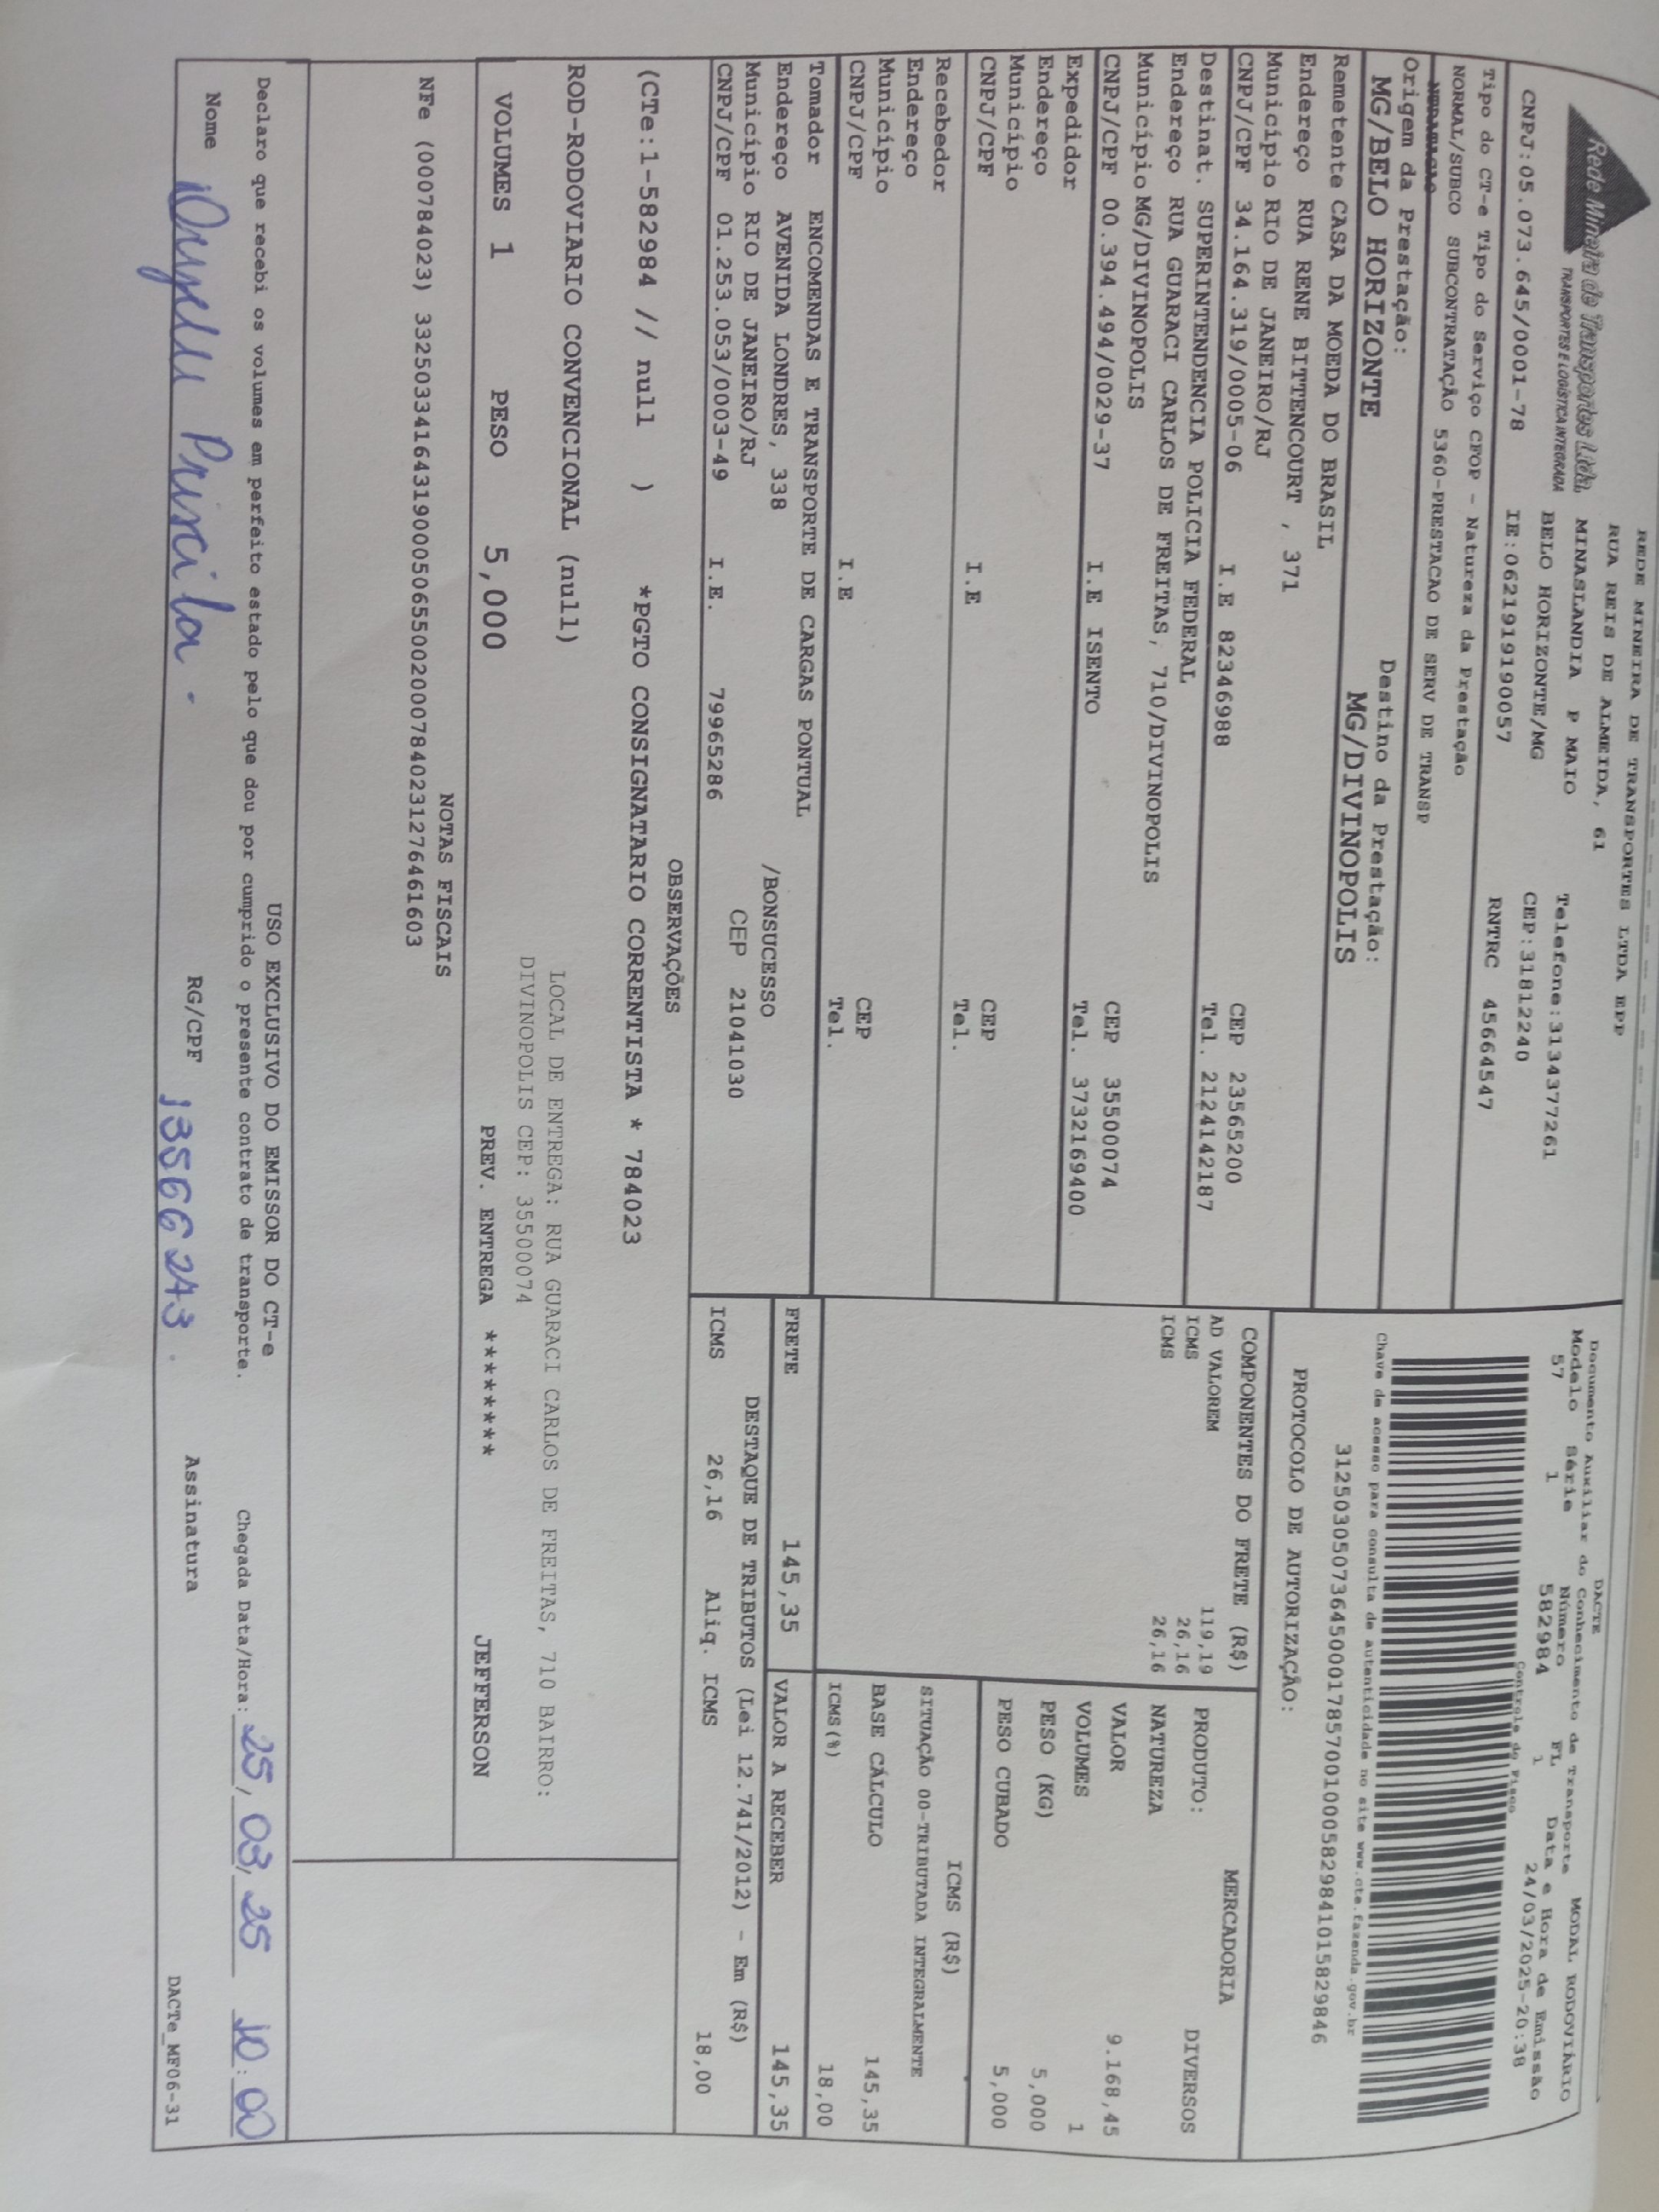 Rede Mineira de Transportes Ltda.
TRANSPORTES E LOGÍSTICA INTEGRADA
REDE MINEIRA DE TRANSPORTES LTDA EPP
RUA REIS DE ALMEIDA, 61
MINASLANDIA P MAIO Telefone:3134377261
BELO HORIZONTE/MG CEP:31812240
CNPJ:05.073.645/0001-78 IE:0621919190057 RNTRC 45664547
Tipo do CT-e Tipo do Serviço CFOP - Natureza da Prestação
NORMAL/SUBCO SUBCONTRATAÇÃO 5360-PRESTACAO DE SERV DE TRANSP
Origem da Prestação: Destino da Prestação:
MG/BELO HORIZONTE MG/DIVINOPOLIS
DACTE
Documento Auxiliar do Conhecimento de Transporte MODAL RODOVIÁRIO
Modelo Série Número FL Data e Hora de Emissão
57 1 582984 1 24/03/2025-20:38
Controle do Fisco
Chave de acesso para consulta de autenticidade no site www.cte.fazenda.gov.br
31250305073645000178570010005829841015829846
PROTOCOLO DE AUTORIZAÇÃO:
Remetente CASA DA MOEDA DO BRASIL
Endereço RUA RENE BITTENCOURT , 371
Município RIO DE JANEIRO/RJ CEP 23565200
CNPJ/CPF 34.164.319/0005-06 I.E 82346988 Tel. 2124142187
Destinat. SUPERINTENDENCIA POLICIA FEDERAL
Endereço RUA GUARACI CARLOS DE FREITAS, 710/DIVINOPOLIS
Município MG/DIVINOPOLIS CEP 35500074
CNPJ/CPF 00.394.494/0029-37 I.E ISENTO Tel. 3732169400
Expedidor
Endereço
Município CEP
CNPJ/CPF I.E Tel.
Recebedor
Endereço
Município CEP
CNPJ/CPF I.E Tel.
Tomador ENCOMENDAS E TRANSPORTE DE CARGAS PONTUAL
Endereço AVENIDA LONDRES, 338 /BONSUCESSO
Município RIO DE JANEIRO/RJ CEP 21041030
CNPJ/CPF 01.253.053/0003-49 I.E. 79965286
COMPONENTES DO FRETE (R$)
AD VALOREM 119,19
ICMS 26,16
ICMS 26,16
MERCADORIA
PRODUTO: DIVERSOS
NATUREZA
VALOR 9.168,45
VOLUMES 1
PESO (KG) 5,000
PESO CUBADO 5,000
ICMS (R$)
SITUAÇÃO 00-TRIBUTADA INTEGRALMENTE
BASE CÁLCULO 145,35
ICMS(%) 18,00
FRETE 145,35 VALOR A RECEBER 145,35
DESTAQUE DE TRIBUTOS (Lei 12.741/2012) - Em (R$)
ICMS 26,16 Aliq. ICMS 18,00
OBSERVAÇÕES
(CTe:1-582984 // null ) *PGTO CONSIGNATARIO CORRENTISTA * 784023
ROD-RODOVIARIO CONVENCIONAL (null)
LOCAL DE ENTREGA: RUA GUARACI CARLOS DE FREITAS, 710 BAIRRO:
DIVINOPOLIS CEP: 35500074
VOLUMES 1 PESO 5,000 PREV. ENTREGA ******** JEFFERSON
NOTAS FISCAIS
NFe (000784023) 33250334164319000506550020007840231276461603
USO EXCLUSIVO DO EMISSOR DO CT-e
Declaro que recebi os volumes em perfeito estado pelo que dou por cumprido o presente contrato de transporte.
Chegada Data/Hora: 25/03/25 10:00
Nome Priscila. RG/CPF 13566243. Assinatura
DACTe_MF06-31